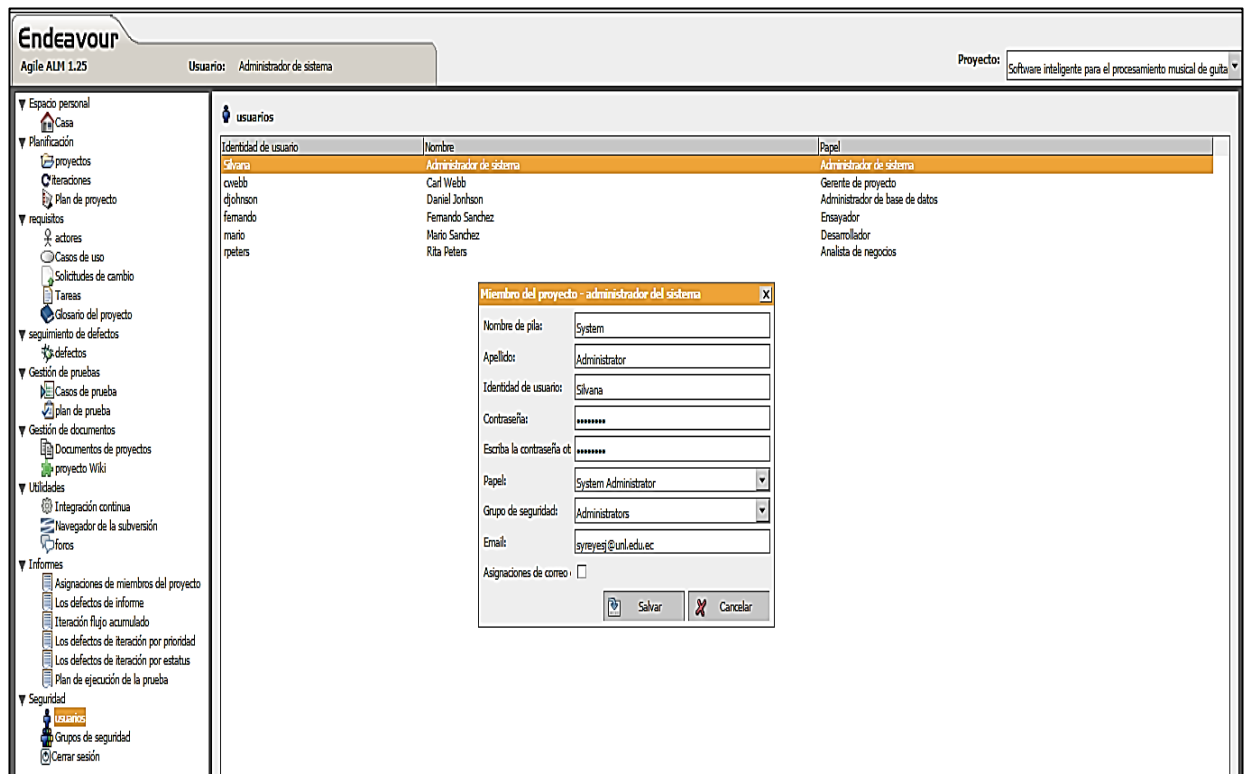 Endeavour
Agile ALM 1.25 Usuario: Administrador de sistema Proyecto: Software inteligente para el procesamiento musical de guita
Espacio personal
Casa
Planificación
proyectos
iteraciones
Plan de proyecto
requisitos
actores
Casos de uso
Solicitudes de cambio
Tareas
Glosario del proyecto
seguimiento de defectos
defectos
Gestión de pruebas
Casos de prueba
plan de prueba
Gestión de documentos
Documentos de proyectos
proyecto Wiki
Utilidades
Integración continua
Navegador de la subversión
foros
Informes
Asignaciones de miembros del proyecto
Los defectos de informe
Iteración flujo acumulado
Los defectos de iteración por prioridad
Los defectos de iteración por estatus
Plan de ejecución de la prueba
Seguridad
usuarios
Grupos de seguridad
Cerrar sesión
usuarios
Identidad de usuario Nombre Papel
Silvana Administrador de sistema Administrador de sistema
cwebb Carl Webb Gerente de proyecto
djohnson Daniel Jonhson Administrador de base de datos
fernando Fernando Sanchez Ensayador
mario Mario Sanchez Desarrollador
rpeters Rita Peters Analista de negocios
Miembro del proyecto - administrador del sistema X
Nombre de pila: System
Apellido: Administrator
Identidad de usuario: Silvana
Contraseña: ••••••••
Escriba la contraseña ot ••••••••
Papel: System Administrator
Grupo de seguridad: Administrators
Email: syreyesj@unl.edu.ec
Asignaciones de correo
Salvar Cancelar